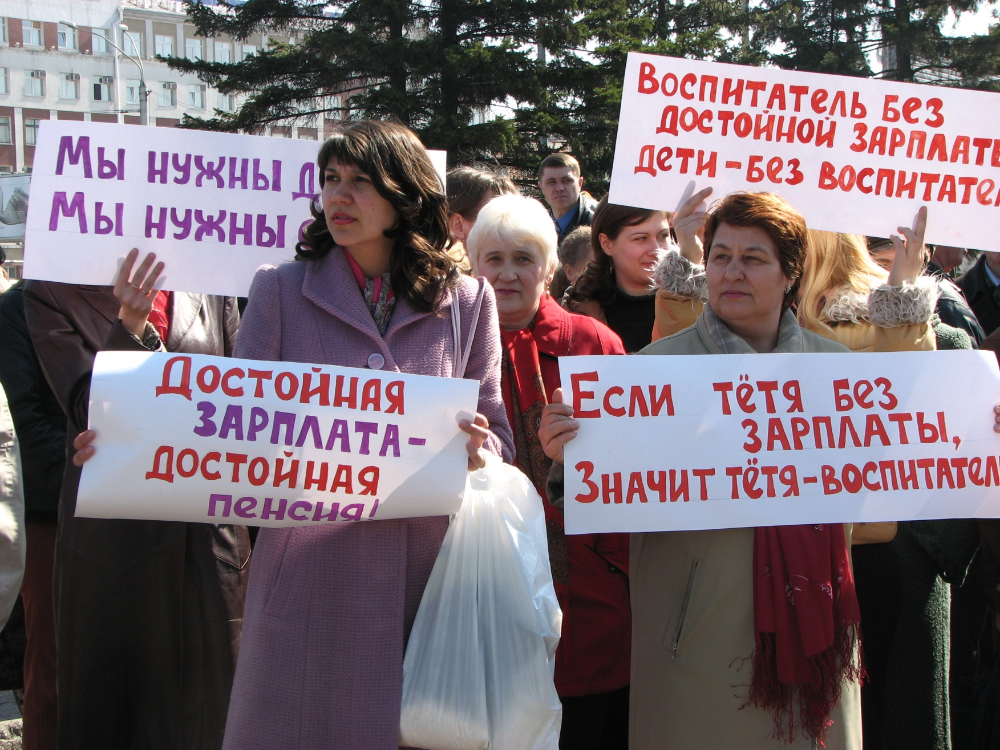 Мы нужны
Мы нужны
Воспитатель без
достойной зарплаты
дети - без воспитател
Достойная
зарплата-
достойная
пенсия!
Если тётя без
зарплаты,
Значит тётя-воспитатель